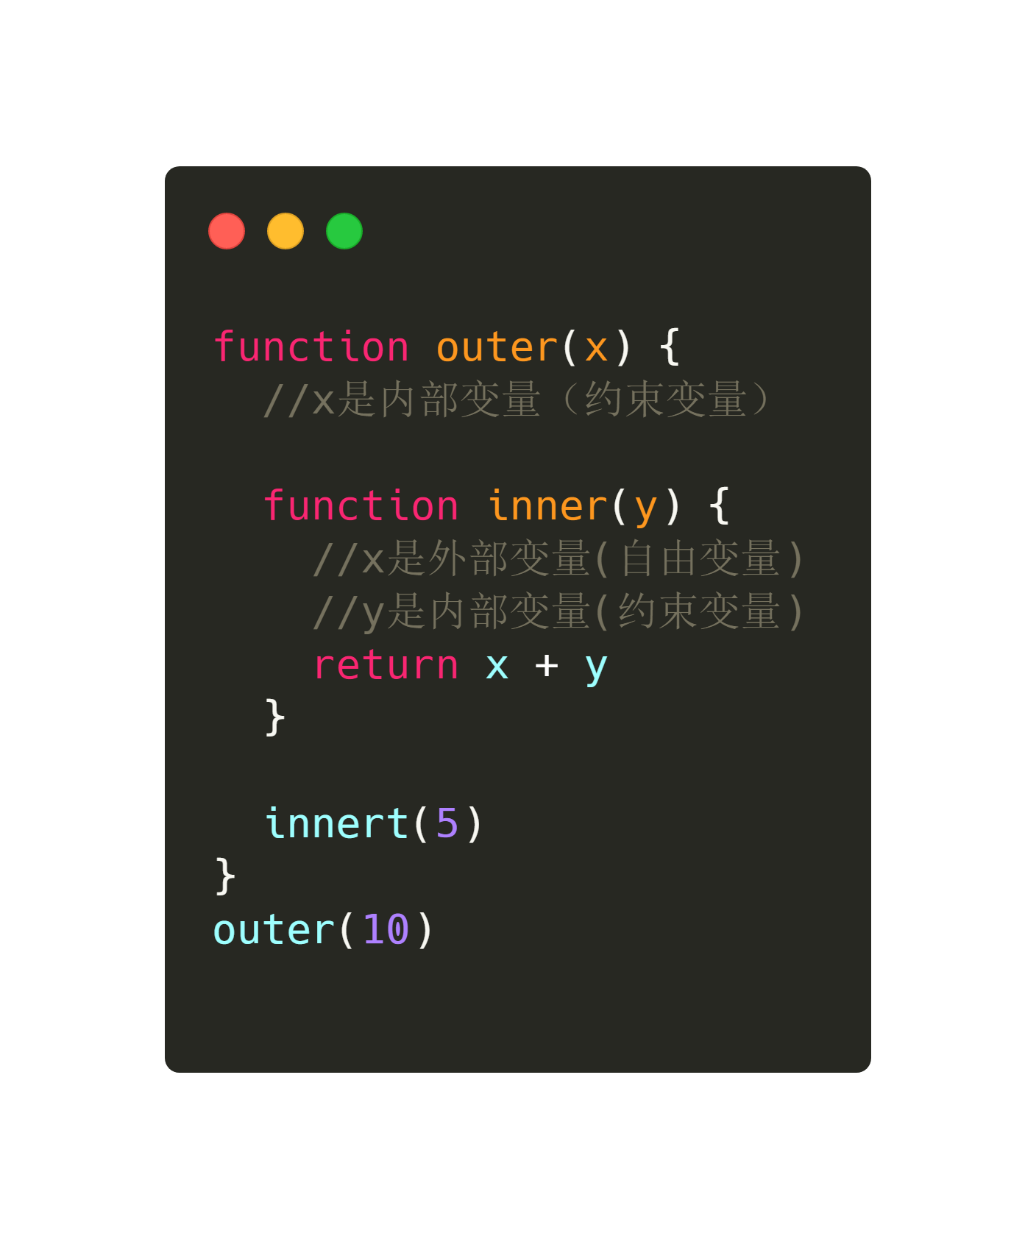 function outer(x) {
  //x是内部变量（约束变量）
  function inner(y) {
    //x是外部变量(自由变量)
    //y是内部变量(约束变量)
    return x + y
  }
  innert(5)
}
outer(10)